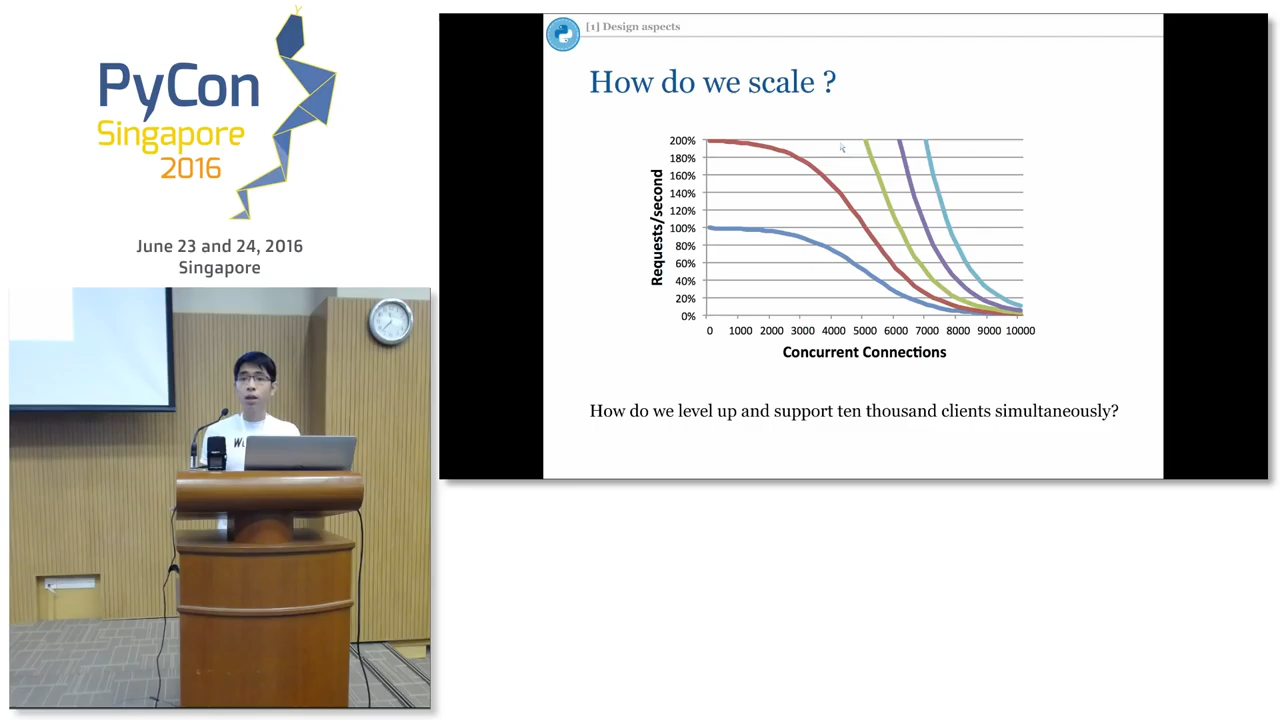 PyCon
Singapore
2016
June 23 and 24, 2016
Singapore
[1] Design aspects
How do we scale ?
Requests/second
200%
180%
160%
140%
120%
100%
80%
60%
40%
20%
0%
0 1000 2000 3000 4000 5000 6000 7000 8000 9000 10000
Concurrent Connections
How do we level up and support ten thousand clients simultaneously?